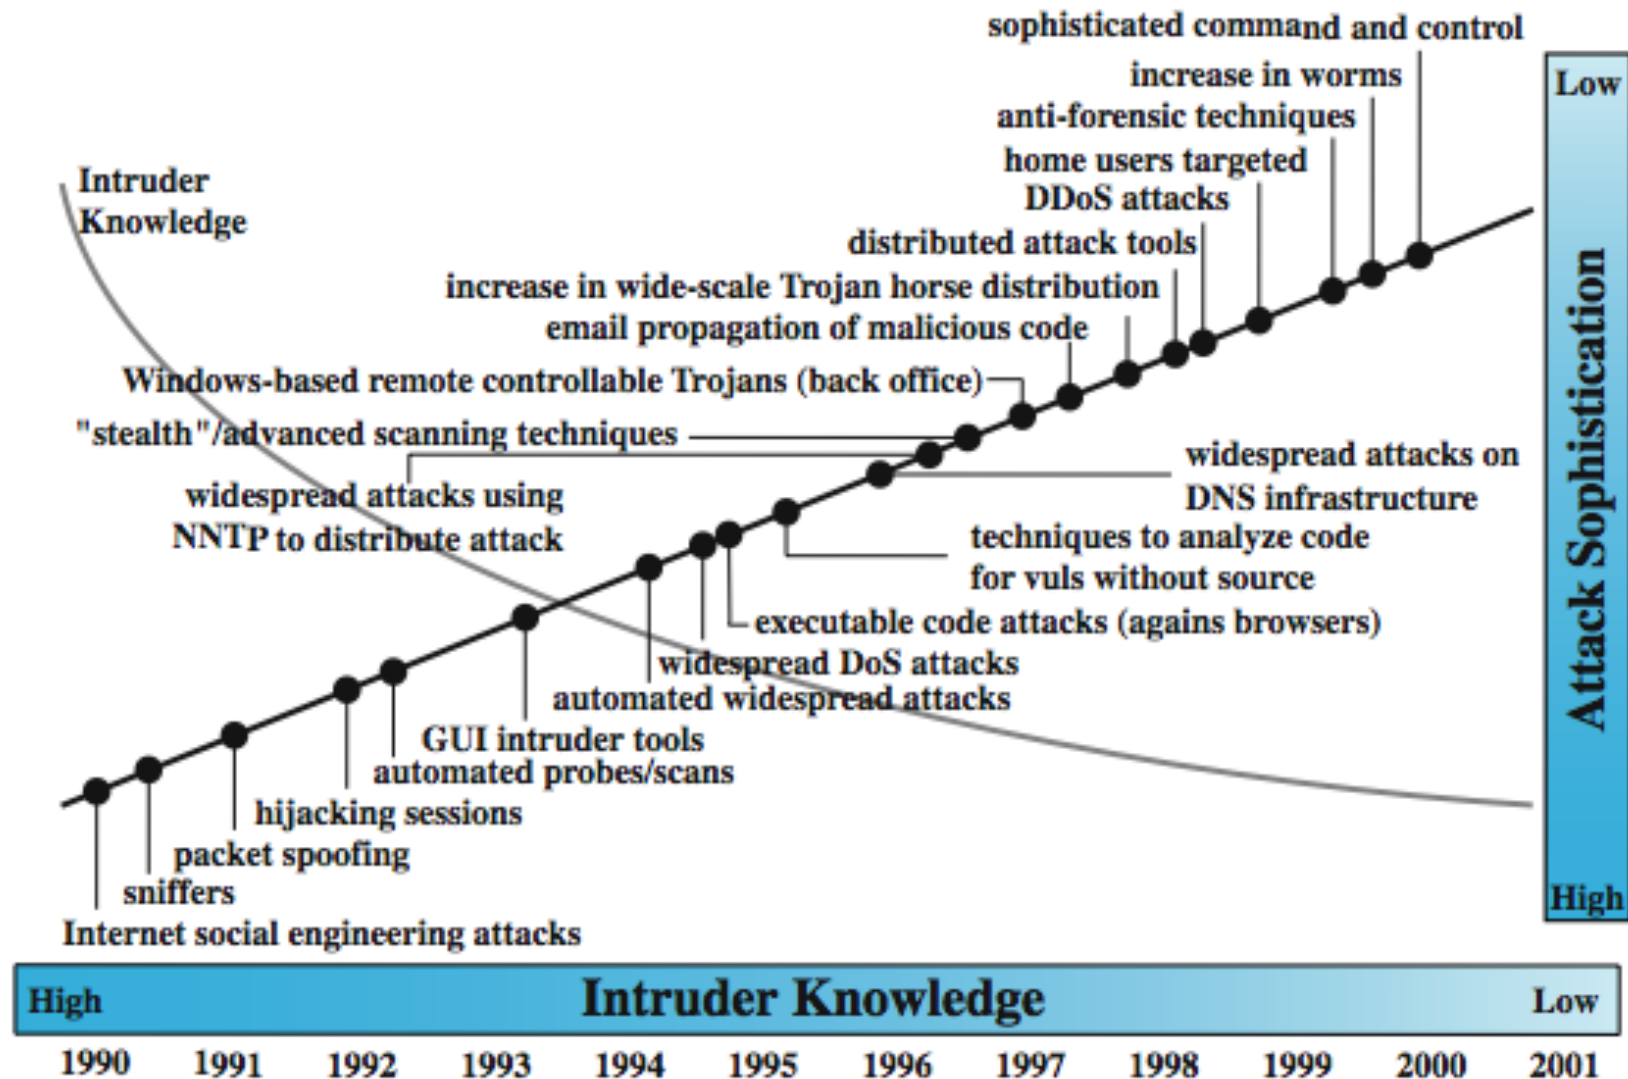 sophisticated command and control
increase in worms
anti-forensic techniques
home users targeted
DDoS attacks
distributed attack tools
increase in wide-scale Trojan horse distribution
email propagation of malicious code
Windows-based remote controllable Trojans (back office)
"stealth"/advanced scanning techniques
widespread attacks using
NNTP to distribute attack
Intruder
Knowledge
widespread attacks on
DNS infrastructure
techniques to analyze code
for vuls without source
executable code attacks (agains browsers)
widespread DoS attacks
automated widespread attacks
GUI intruder tools
automated probes/scans
hijacking sessions
packet spoofing
sniffers
Internet social engineering attacks
Low
Attack Sophistication
High
High
Intruder Knowledge
Low
1990 1991 1992 1993 1994 1995 1996 1997 1998 1999 2000 2001